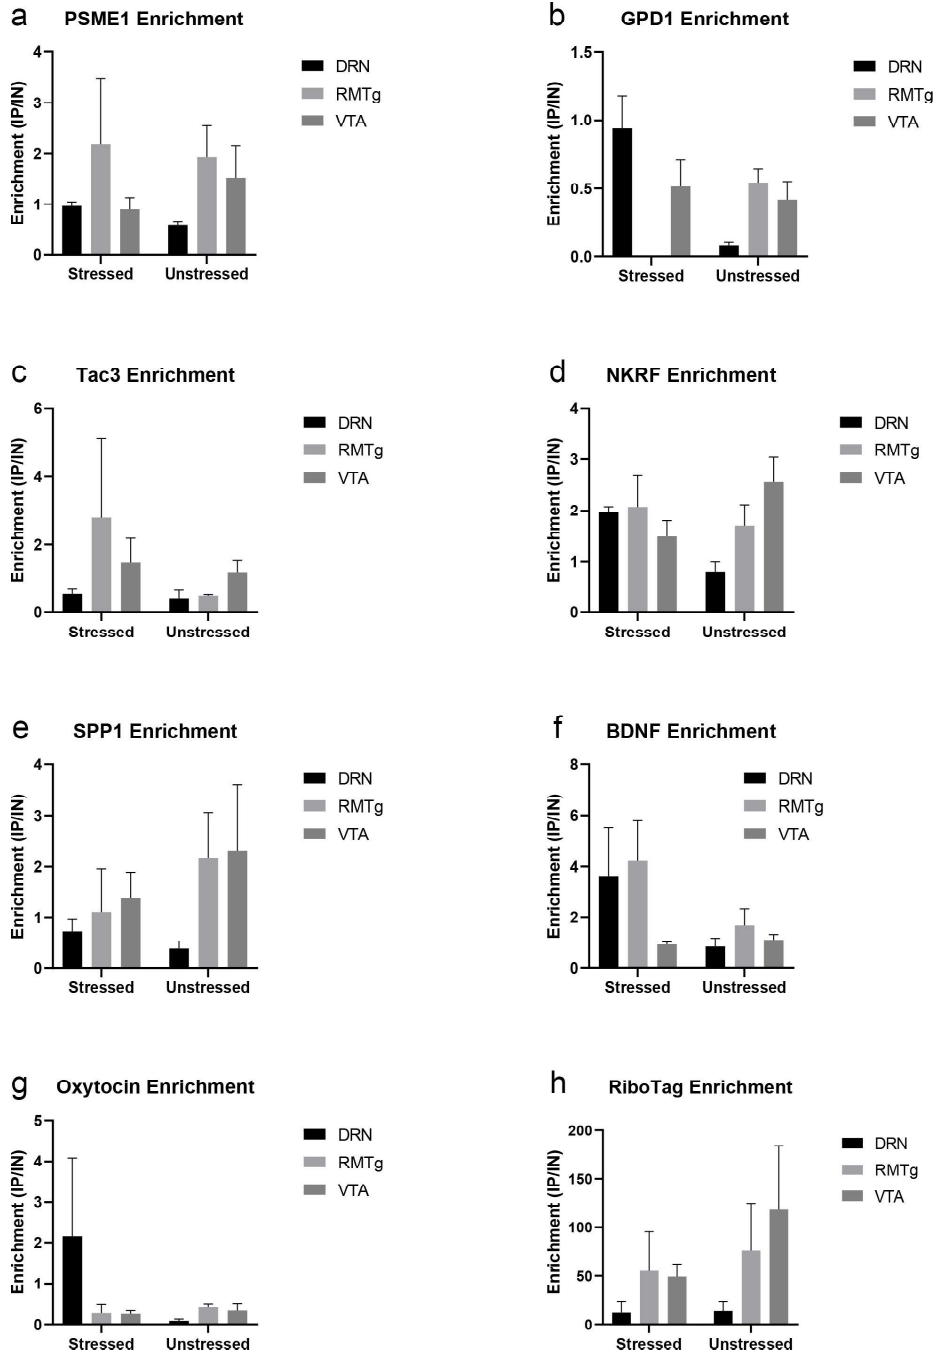 a
PSME1 Enrichment
Enrichment (IP/IN)
4
3
2
1
0
Stressed
Unstressed
DRN
RMTg
VTA
b
GPD1 Enrichment
Enrichment (IP/IN)
1.5
1.0
0.5
0.0
Stressed
Unstressed
DRN
RMTg
VTA
c
Tac3 Enrichment
Enrichment (IP/IN)
6
4
2
0
Stressed
Unstressed
DRN
RMTg
VTA
d
NKRF Enrichment
Enrichment (IP/IN)
4
3
2
1
0
Stressed
Unstressed
DRN
RMTg
VTA
e
SPP1 Enrichment
Enrichment (IP/IN)
4
3
2
1
0
Stressed
Unstressed
DRN
RMTg
VTA
f
BDNF Enrichment
Enrichment (IP/IN)
8
6
4
2
0
Stressed
Unstressed
DRN
RMTg
VTA
g
Oxytocin Enrichment
Enrichment (IP/IN)
5
4
3
2
1
0
Stressed
Unstressed
DRN
RMTg
VTA
h
RiboTag Enrichment
Enrichment (IP/IN)
200
150
100
50
0
Stressed
Unstressed
DRN
RMTg
VTA